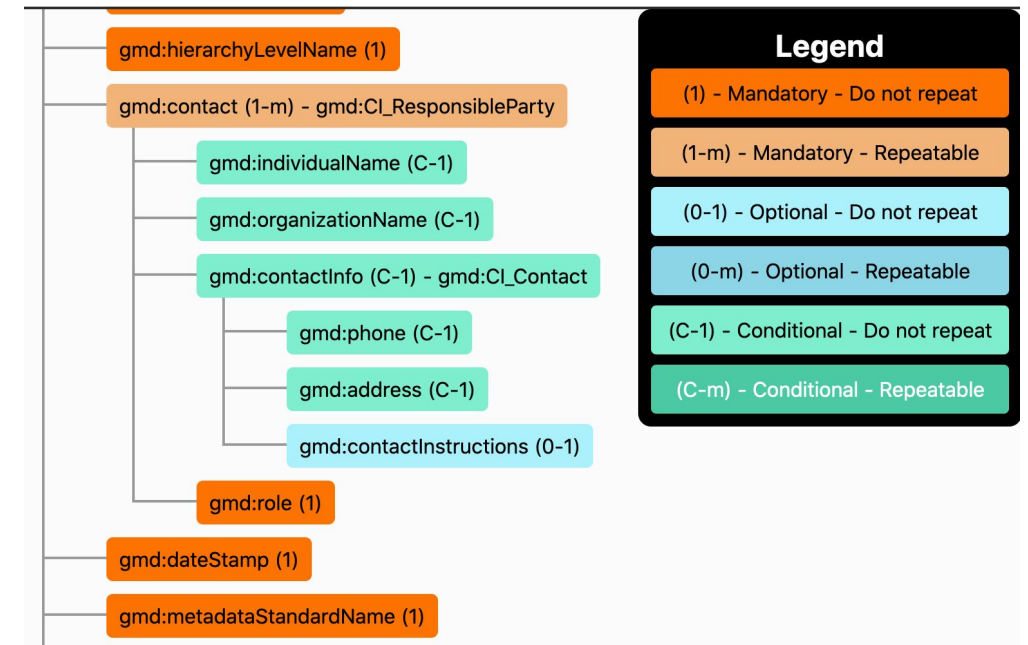 gmd:hierarchyLevelName (1)
gmd:contact (1-m) - gmd:CI_ResponsibleParty
gmd:individualName (C-1)
gmd:organizationName (C-1)
gmd:contactInfo (C-1) - gmd:CI_Contact
gmd:phone (C-1)
gmd:address (C-1)
gmd:contactInstructions (0-1)
gmd:role (1)
gmd:dateStamp (1)
gmd:metadataStandardName (1)
Legend
(1) - Mandatory - Do not repeat
(1-m) - Mandatory - Repeatable
(0-1) - Optional - Do not repeat
(0-m) - Optional - Repeatable
(C-1) - Conditional - Do not repeat
(C-m) - Conditional - Repeatable